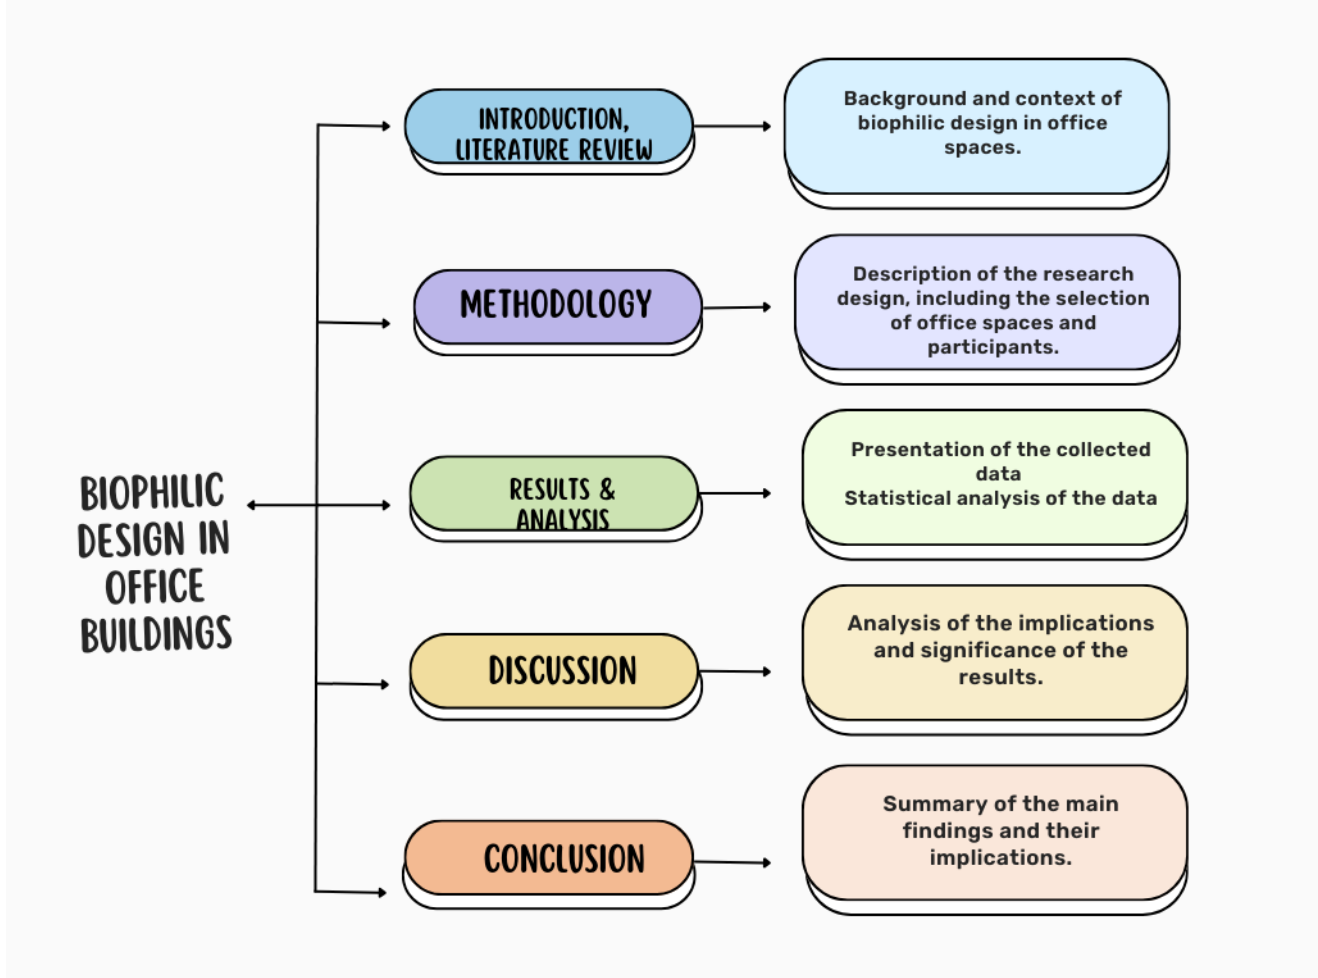 BIOPHILIC
DESIGN IN
OFFICE
BUILDINGS
INTRODUCTION,
LITERATURE REVIEW
Background and context of
biophilic design in office
spaces.
METHODOLOGY
Description of the research
design, including the selection
of office spaces and
participants.
RESULTS &
ANALYSIS
Presentation of the collected
data
Statistical analysis of the data
DISCUSSION
Analysis of the implications
and significance of the
results.
CONCLUSION
Summary of the main
findings and their
implications.